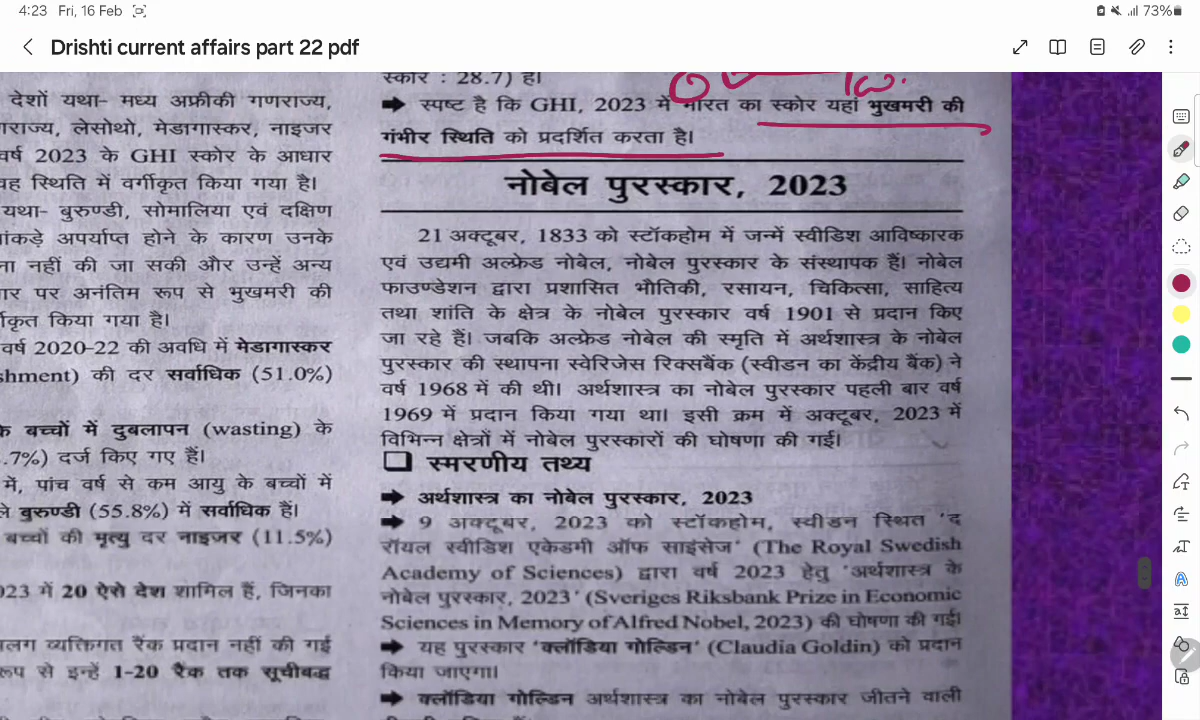 4:23 Fri, 16 Feb
73%
Drishti current affairs part 22 pdf
देशों यथा- मध्य अफ्रीकी गणराज्य,
लेसोथो, मेडागास्कर, नाइजर
वर्ष 2023 के GHI स्कोर के आधार
स्थिति में वर्गीकृत किया गया है।
यथा- बुरुण्डी, सोमालिया एवं दक्षिण
आंकड़े अपर्याप्त होने के कारण उनके
ना नहीं की जा सकी और उन्हें अन्य
पर अनंतिम रूप से भुखमरी की
किया गया है।
वर्ष 2020-22 की अवधि में मेडागास्कर
shment) की दर सर्वाधिक (51.0%)
के बच्चों में दुबलापन (wasting) के
.7%) दर्ज किए गए हैं।
में, पांच वर्ष से कम आयु के बच्चों में
ले बुरुण्डी (55.8%) में सर्वाधिक हैं।
बच्चों की मृत्यु दर नाइजर (11.5%)
023 में 20 ऐसे देश शामिल हैं, जिनका
लग व्यक्तिगत रैंक प्रदान नहीं की गई
रूप से इन्हें 1-20 रैंक तक सूचीबद्ध
स्कोर : 28.7) है।
➡ स्पष्ट है कि GHI, 2023 में भारत का स्कोर यहां भुखमरी की
गंभीर स्थिति को प्रदर्शित करता है।
नोबेल पुरस्कार, 2023
21 अक्टूबर, 1833 को स्टॉकहोम में जन्में स्वीडिश आविष्कारक
एवं उद्यमी अल्फ्रेड नोबेल, नोबेल पुरस्कार के संस्थापक हैं। नोबेल
फाउण्डेशन द्वारा प्रशासित भौतिकी, रसायन, चिकित्सा, साहित्य
तथा शांति के क्षेत्र के नोबेल पुरस्कार वर्ष 1901 से प्रदान किए
जा रहे हैं। जबकि अल्फ्रेड नोबेल की स्मृति में अर्थशास्त्र के नोबेल
पुरस्कार की स्थापना स्वेरिजेस रिक्सबैंक (स्वीडन का केंद्रीय बैंक) ने
वर्ष 1968 में की थी। अर्थशास्त्र का नोबेल पुरस्कार पहली बार वर्ष
1969 में प्रदान किया गया था। इसी क्रम में अक्टूबर, 2023 में
विभिन्न क्षेत्रों में नोबेल पुरस्कारों की घोषणा की गई।
❑ स्मरणीय तथ्य
➡ अर्थशास्त्र का नोबेल पुरस्कार, 2023
➡ 9 अक्टूबर, 2023 को स्टॉकहोम, स्वीडन स्थित 'द
रॉयल स्वीडिश एकेडमी ऑफ साइंसेज' (The Royal Swedish
Academy of Sciences) द्वारा वर्ष 2023 हेतु 'अर्थशास्त्र के
नोबेल पुरस्कार, 2023' (Sveriges Riksbank Prize in Economic
Sciences in Memory of Alfred Nobel, 2023) की घोषणा की गई।
➡ यह पुरस्कार 'क्लॉडिया गोल्डिन' (Claudia Goldin) को प्रदान
किया जाएगा।
➡ क्लॉडिया गोल्डिन अर्थशास्त्र का नोबेल पुरस्कार जीतने वाली